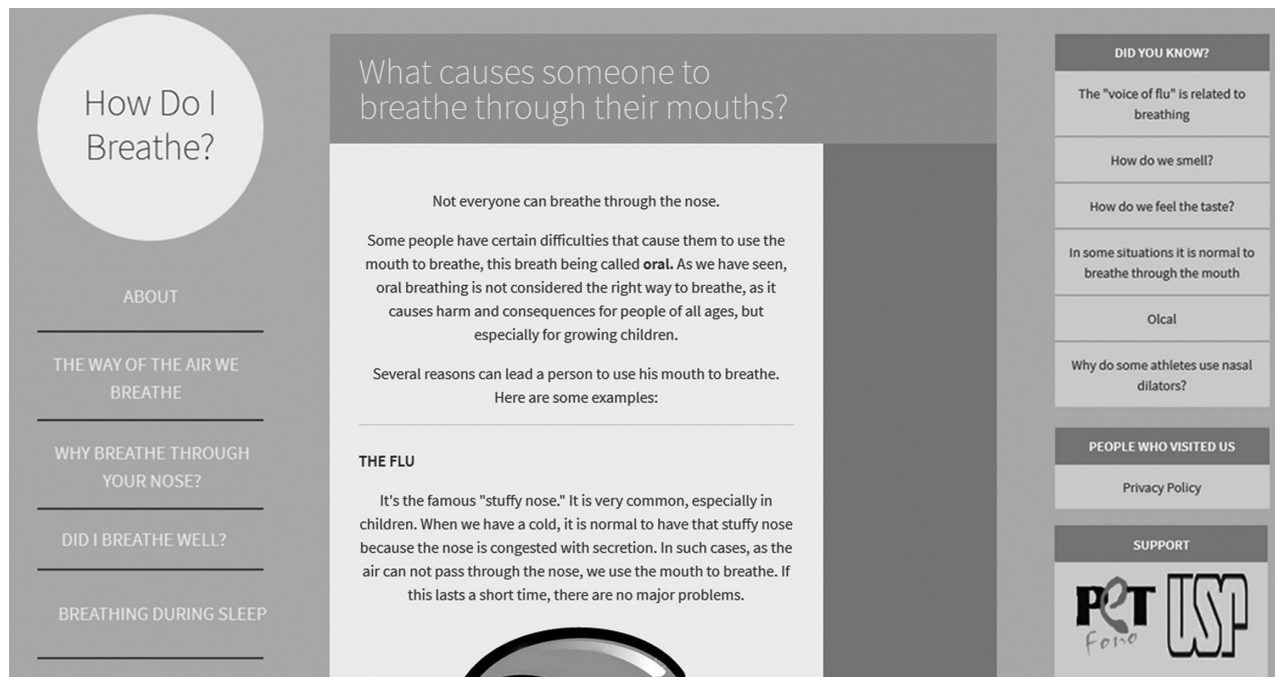 How Do I
Breathe?
ABOUT
THE WAY OF THE AIR WE
BREATHE
WHY BREATHE THROUGH
YOUR NOSE?
DID I BREATHE WELL?
BREATHING DURING SLEEP
What causes someone to
breathe through their mouths?
Not everyone can breathe through the nose.
Some people have certain difficulties that cause them to use the
mouth to breathe, this breath being called oral. As we have seen,
oral breathing is not considered the right way to breathe, as it
causes harm and consequences for people of all ages, but
especially for growing children.
Several reasons can lead a person to use his mouth to breathe.
Here are some examples:
THE FLU
It's the famous "stuffy nose." It is very common, especially in
children. When we have a cold, it is normal to have that stuffy nose
because the nose is congested with secretion. In such cases, as the
air can not pass through the nose, we use the mouth to breathe. If
this lasts a short time, there are no major problems.
DID YOU KNOW?
The "voice of flu" is related to
breathing
How do we smell?
How do we feel the taste?
In some situations it is normal to
breathe through the mouth
Olcal
Why do some athletes use nasal
dilators?
PEOPLE WHO VISITED US
Privacy Policy
SUPPORT
PeT USP
Fono